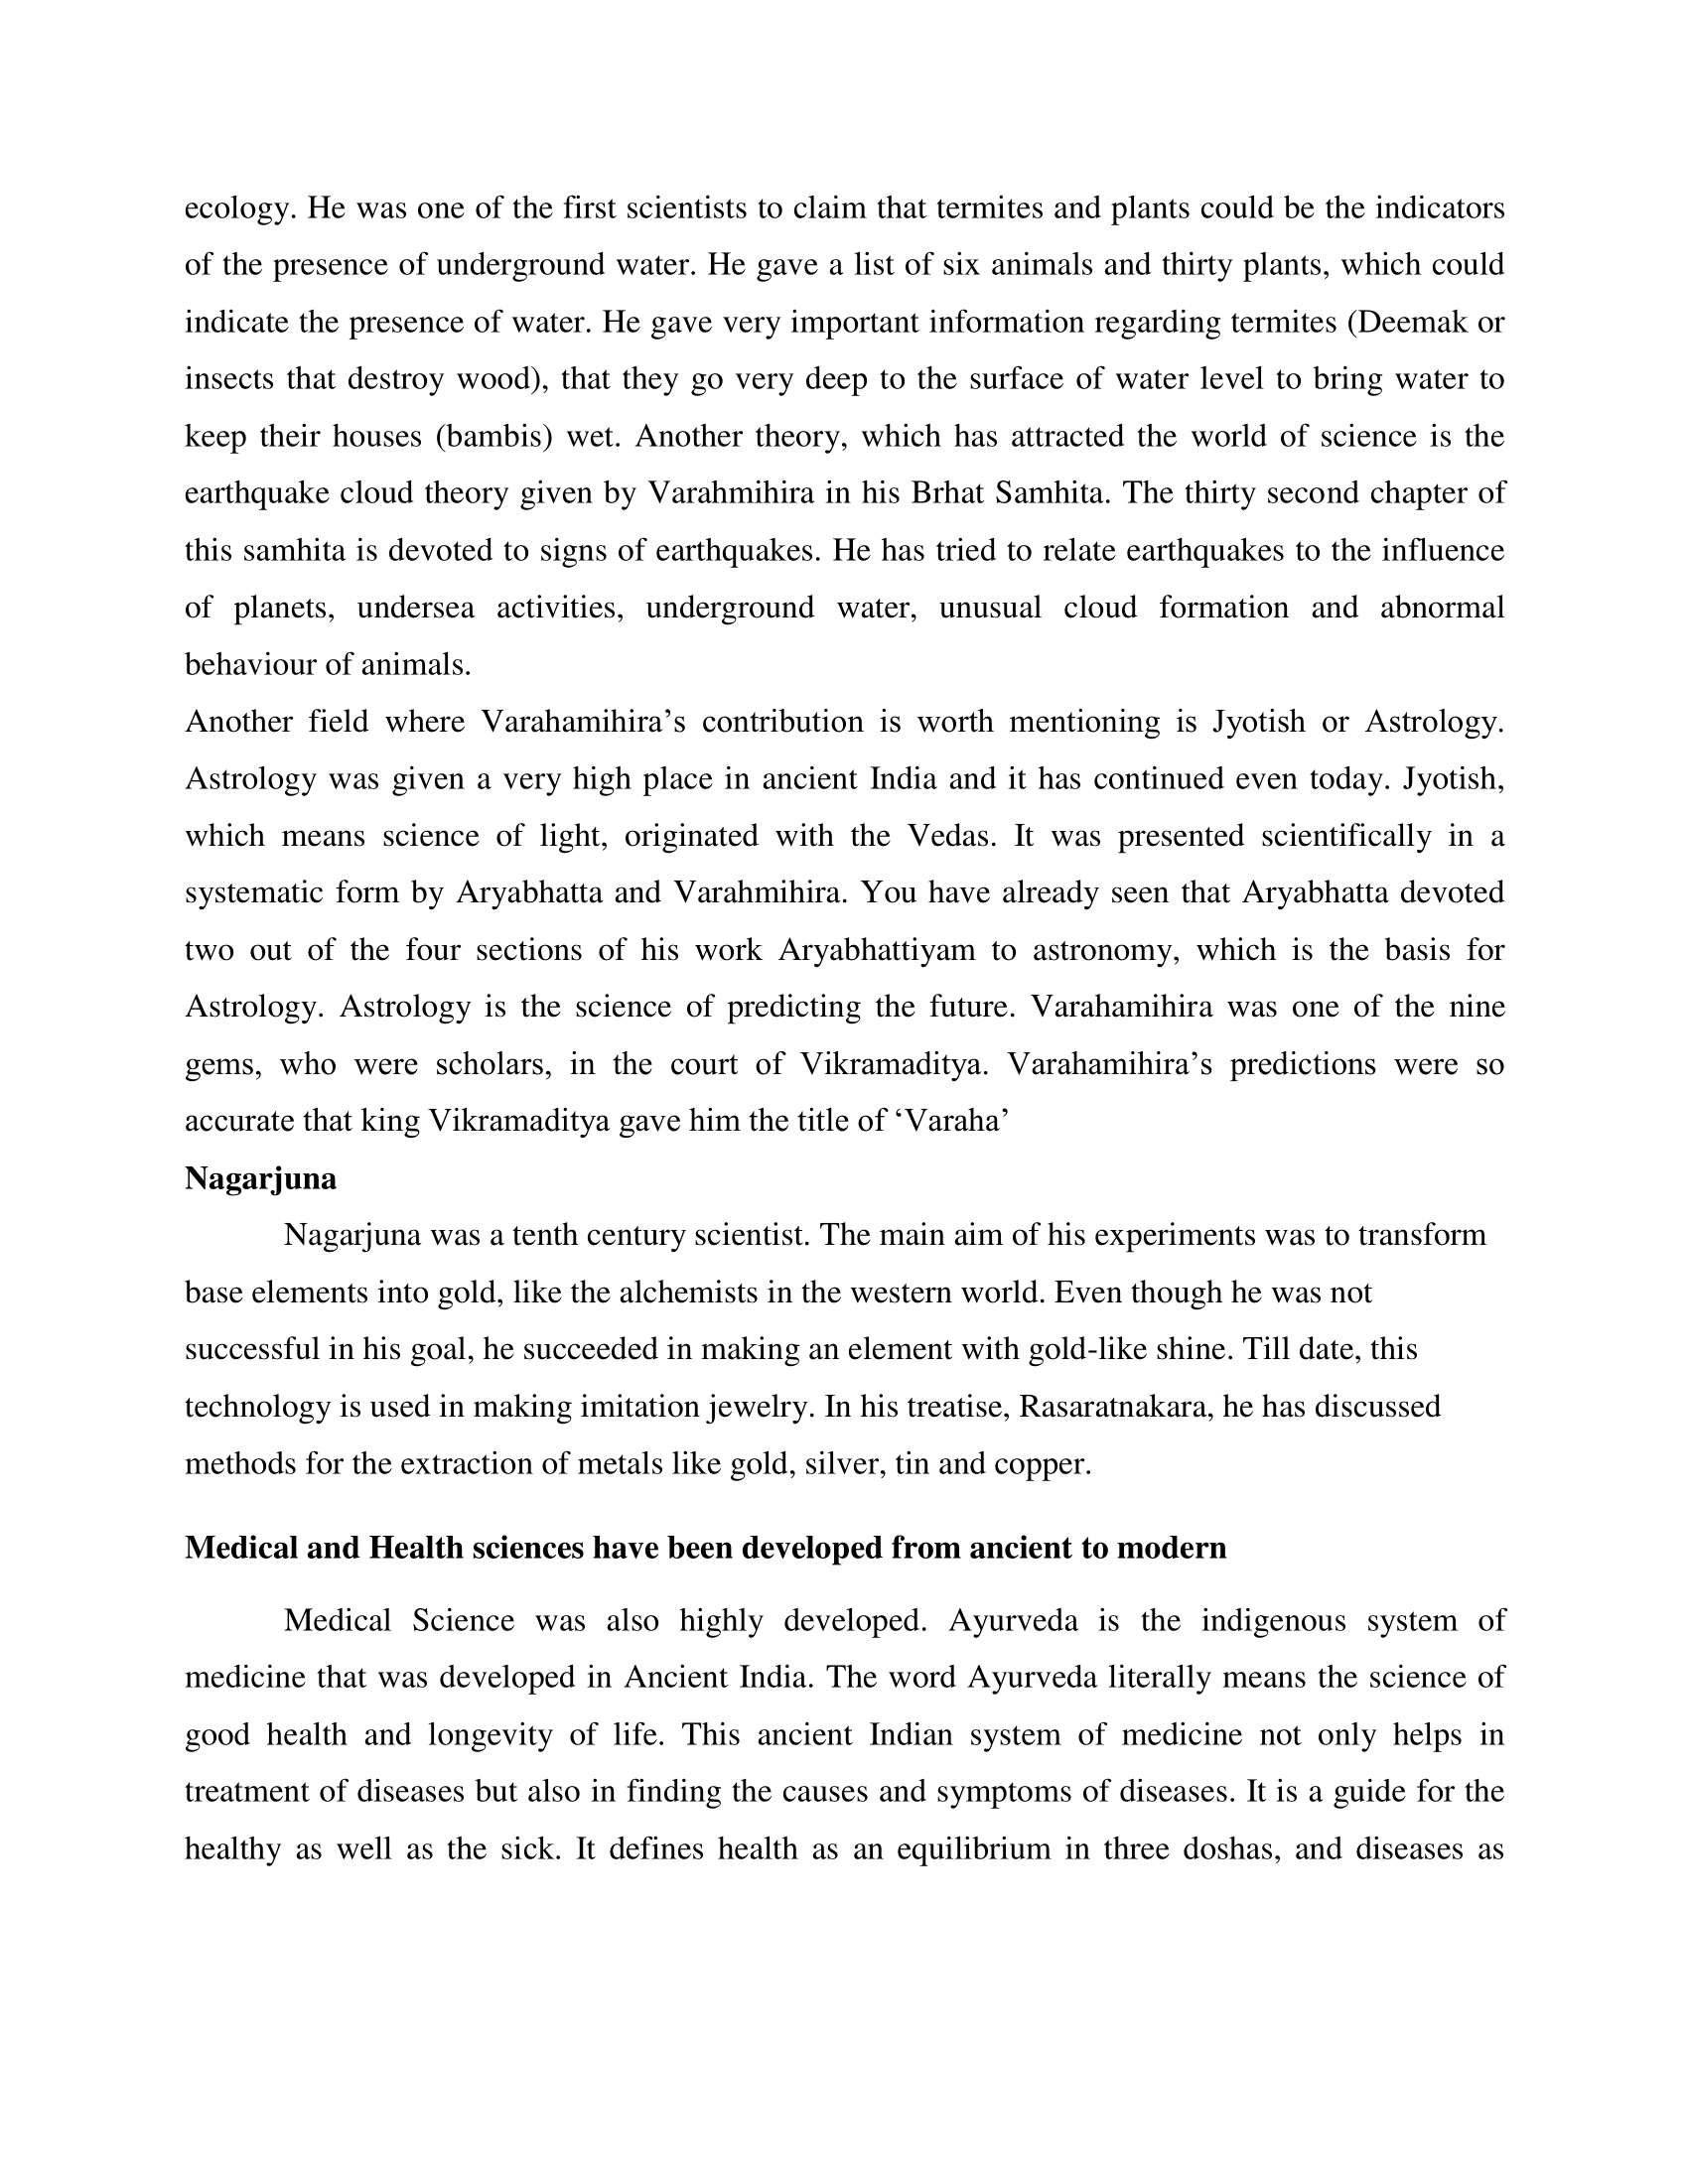 ecology. He was one of the first scientists to claim that termites and plants could be the indicators
of the presence of underground water. He gave a list of six animals and thirty plants, which could
indicate the presence of water. He gave very important information regarding termites (Deemak or
insects that destroy wood), that they go very deep to the surface of water level to bring water to
keep their houses (bambis) wet. Another theory, which has attracted the world of science is the
earthquake cloud theory given by Varahmihira in his Brhat Samhita. The thirty second chapter of
this samhita is devoted to signs of earthquakes. He has tried to relate earthquakes to the influence
of planets, undersea activities, underground water, unusual cloud formation and abnormal
behaviour of animals.
Another field where Varahamihira’s contribution is worth mentioning is Jyotish or Astrology.
Astrology was given a very high place in ancient India and it has continued even today. Jyotish,
which means science of light, originated with the Vedas. It was presented scientifically in a
systematic form by Aryabhatta and Varahmihira. You have already seen that Aryabhatta devoted
two out of the four sections of his work Aryabhattiyam to astronomy, which is the basis for
Astrology. Astrology is the science of predicting the future. Varahamihira was one of the nine
gems, who were scholars, in the court of Vikramaditya. Varahamihira’s predictions were so
accurate that king Vikramaditya gave him the title of ‘Varaha’
Nagarjuna
Nagarjuna was a tenth century scientist. The main aim of his experiments was to transform
base elements into gold, like the alchemists in the western world. Even though he was not
successful in his goal, he succeeded in making an element with gold-like shine. Till date, this
technology is used in making imitation jewelry. In his treatise, Rasaratnakara, he has discussed
methods for the extraction of metals like gold, silver, tin and copper.
Medical and Health sciences have been developed from ancient to modern
Medical Science was also highly developed. Ayurveda is the indigenous system of
medicine that was developed in Ancient India. The word Ayurveda literally means the science of
good health and longevity of life. This ancient Indian system of medicine not only helps in
treatment of diseases but also in finding the causes and symptoms of diseases. It is a guide for the
healthy as well as the sick. It defines health as an equilibrium in three doshas, and diseases as